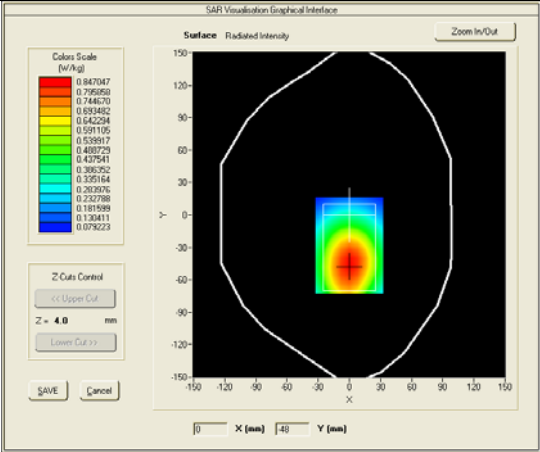 SAR Visualisation Graphical Interface
Surface Radiated Intensity
Zoom In/Out
Colors Scale
(W/kg)
0.847047
0.795858
0.744670
0.693482
0.642294
0.591105
0.539917
0.488729
0.437541
0.386352
0.335164
0.283976
0.232788
0.181599
0.130411
0.079223
Z-Cuts Control
<< Upper Cut
Z = 4.0 mm
Lower Cut >>
SAVE Cancel
150
120
90
60
30
0
-30
-60
-90
-120
-150
Y
-150 -120 -90 -60 -30 0 30 60 90 120 150
X
0 X (mm) -48 Y (mm)